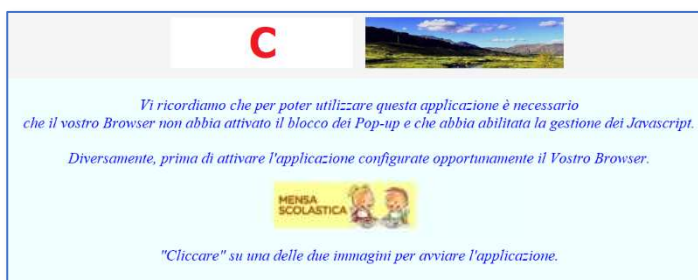 C
Vi ricordiamo che per poter utilizzare questa applicazione è necessario
che il vostro Browser non abbia attivato il blocco dei Pop-up e che abbia abilitata la gestione dei Javascript.
Diversamente, prima di attivare l'applicazione configurate opportunamente il Vostro Browser.
MENSA
SCOLASTICA
"Cliccare" su una delle due immagini per avviare l'applicazione.